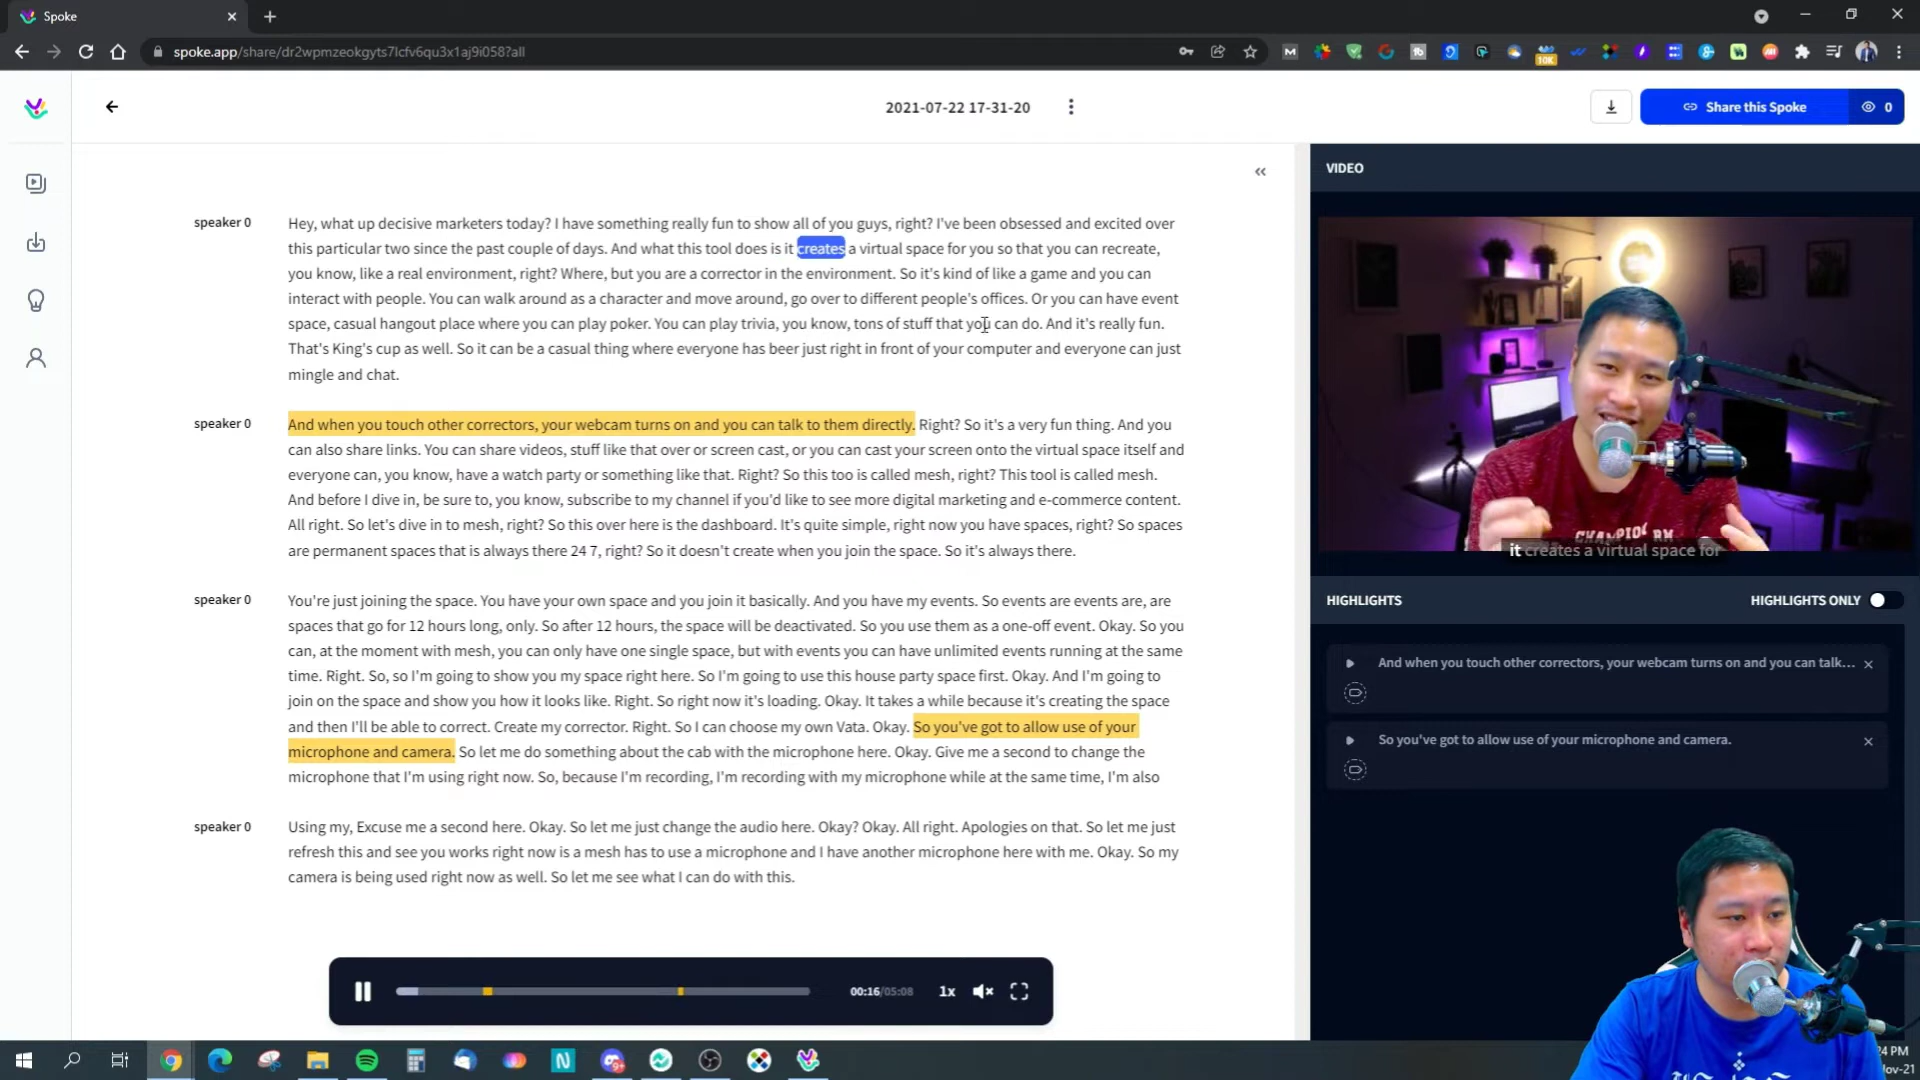 Spoke
spoke.app/share/dr2wpmzeokgyts7lcfv6qu3x1aj9i058?all
10K
2021-07-22 17-31-20
Share this Spoke
0
speaker 0
Hey, what up decisive marketers today? I have something really fun to show all of you guys, right? I've been obsessed and excited over
this particular two since the past couple of days. And what this tool does is it creates a virtual space for you so that you can recreate,
you know, like a real environment, right? Where, but you are a corrector in the environment. So it's kind of like a game and you can
interact with people. You can walk around as a character and move around, go over to different people's offices. Or you can have event
space, casual hangout place where you can play poker. You can play trivia, you know, tons of stuff that you can do. And it's really fun.
That's King's cup as well. So it can be a casual thing where everyone has beer just right in front of your computer and everyone can just
mingle and chat.
speaker 0
And when you touch other correctors, your webcam turns on and you can talk to them directly. Right? So it's a very fun thing. And you
can also share links. You can share videos, stuff like that over or screen cast, or you can cast your screen onto the virtual space itself and
everyone can, you know, have a watch party or something like that. Right? So this too is called mesh, right? This tool is called mesh.
And before I dive in, be sure to, you know, subscribe to my channel if you'd like to see more digital marketing and e-commerce content.
All right. So let's dive in to mesh, right? So this over here is the dashboard. It's quite simple, right now you have spaces, right? So spaces
are permanent spaces that is always there 24 7, right? So it doesn't create when you join the space. So it's always there.
speaker 0
You're just joining the space. You have your own space and you join it basically. And you have my events. So events are events are, are
spaces that go for 12 hours long, only. So after 12 hours, the space will be deactivated. So you use them as a one-off event. Okay. So you
can, at the moment with mesh, you can only have one single space, but with events you can have unlimited events running at the same
time. Right. So, so I'm going to show you my space right here. So I'm going to use this house party space first. Okay. And I'm going to
join on the space and show you how it looks like. Right. So right now it's loading. Okay. It takes a while because it's creating the space
and then I'll be able to correct. Create my corrector. Right. So I can choose my own Vata. Okay. So you've got to allow use of your
microphone and camera. So let me do something about the cab with the microphone here. Okay. Give me a second to change the
microphone that I'm using right now. So, because I'm recording, I'm recording with my microphone while at the same time, I'm also
speaker 0
Using my, Excuse me a second here. Okay. So let me just change the audio here. Okay? Okay. All right. Apologies on that. So let me just
refresh this and see you works right now is a mesh has to use a microphone and I have another microphone here with me. Okay. So my
camera is being used right now as well. So let me see what I can do with this.
00:16/05:08
1x
VIDEO
it creates a virtual space for
HIGHLIGHTS
HIGHLIGHTS ONLY
And when you touch other correctors, your webcam turns on and you can talk...
So you've got to allow use of your microphone and camera.